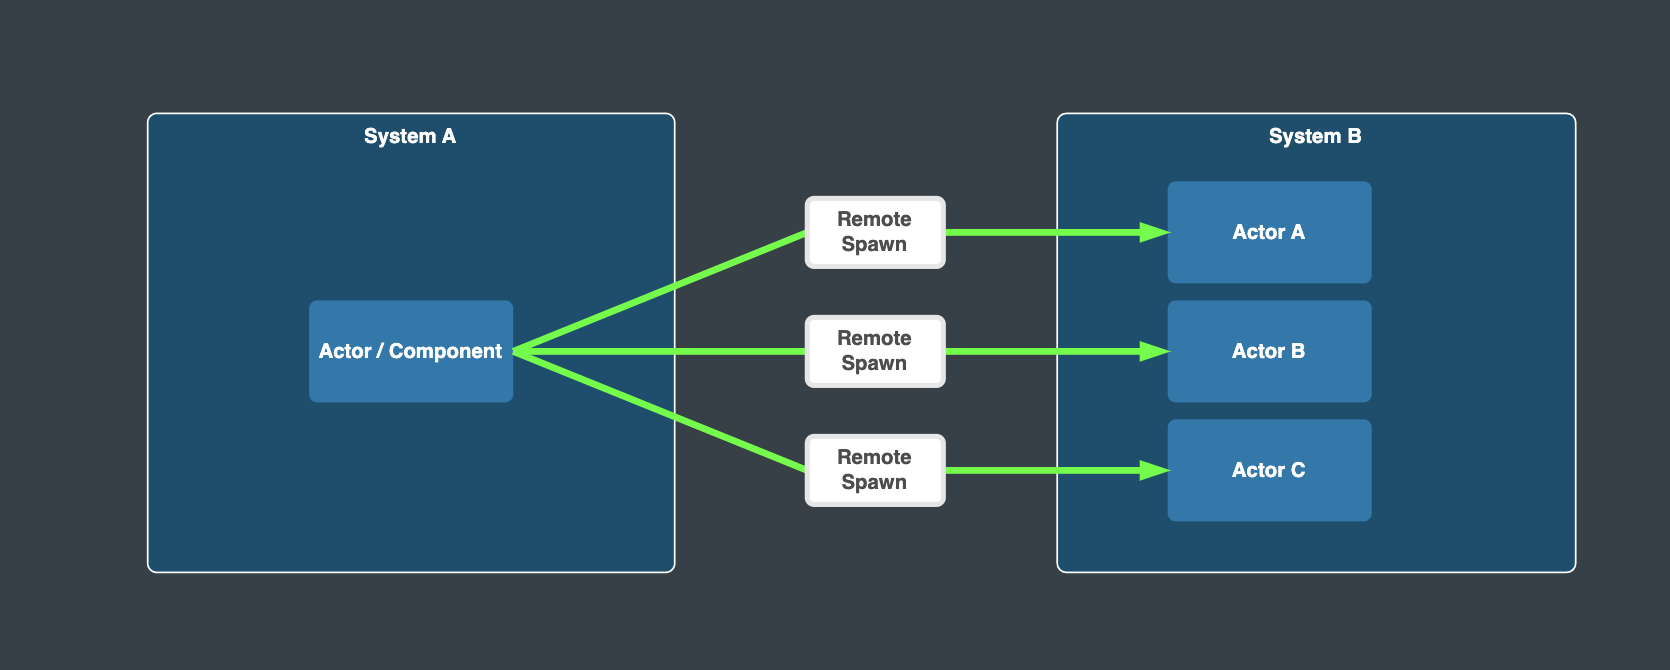 System A
Actor / Component
Remote
Spawn
Remote
Spawn
Remote
Spawn
System B
Actor A
Actor B
Actor C